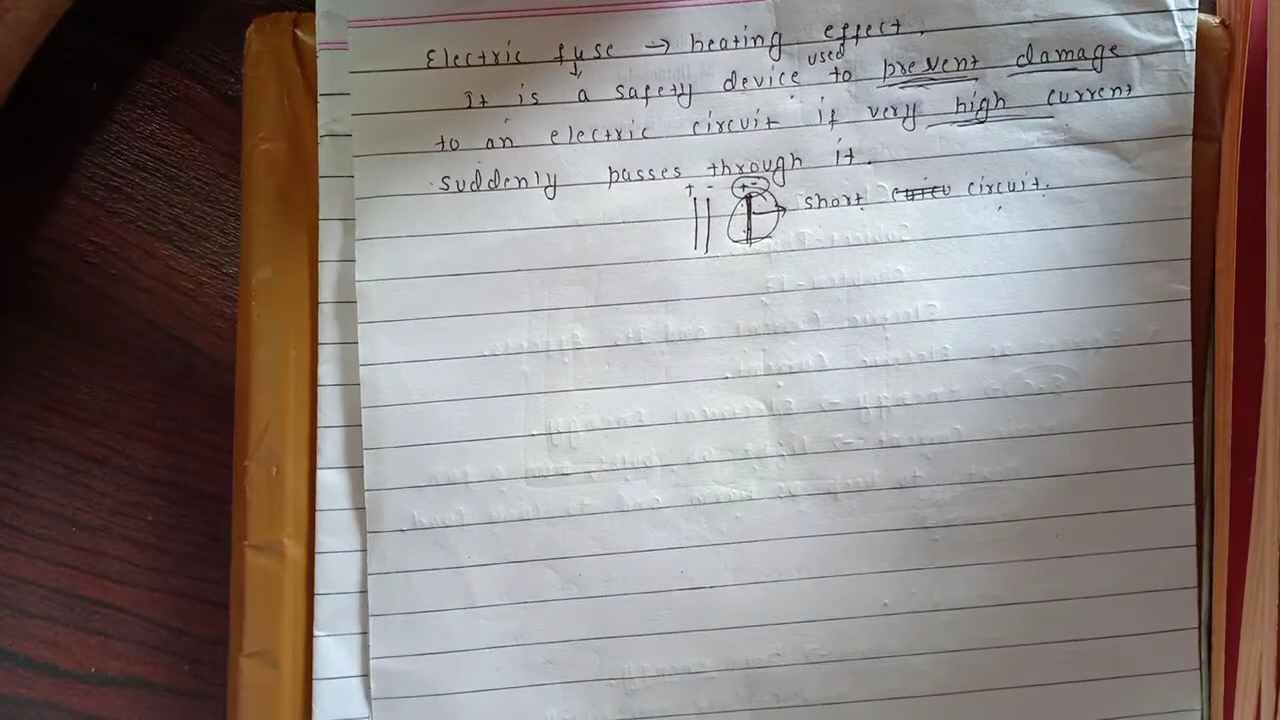 Electric fuse → heating effect.
It is a safety device used to prevent damage
to an electric circuit if very high current
suddenly passes through it.
+ - + - short circuit.